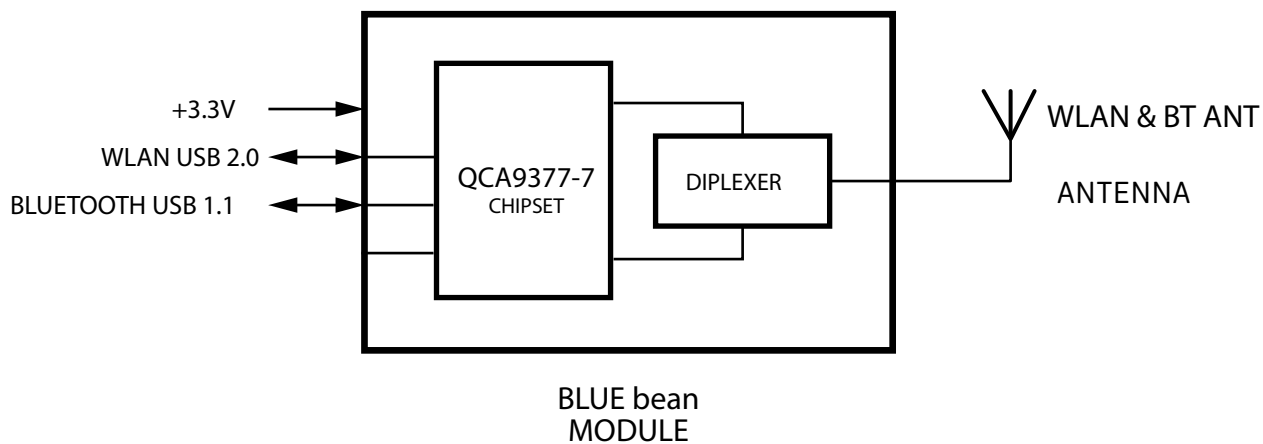 +3.3V
WLAN USB 2.0
BLUETOOTH USB 1.1
QCA9377-7
CHIPSET
DIPLEXER
WLAN & BT ANT
ANTENNA
BLUE bean
MODULE